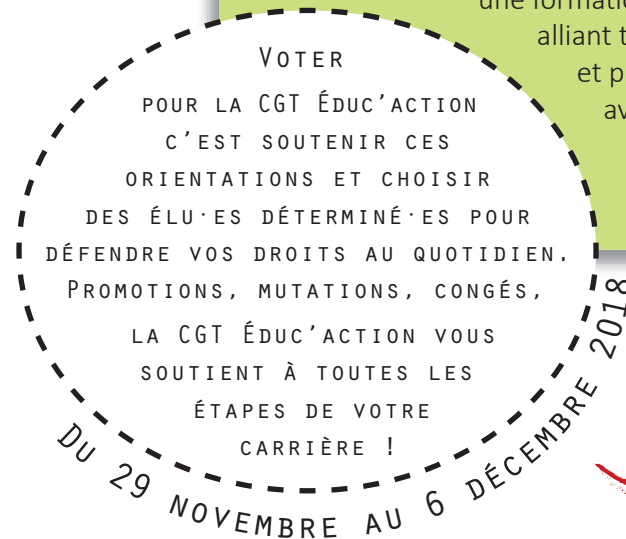 une formation
alliant
et
Voter
pour la CGT Éduc'action
c'est soutenir ces
orientations et choisir
des élu·es déterminé·es pour
défendre vos droits au quotidien.
Promotions, mutations, congés,
la CGT Éduc'action vous
soutient à toutes les
étapes de votre
carrière !
Du 29 novembre au 6 décembre 2018